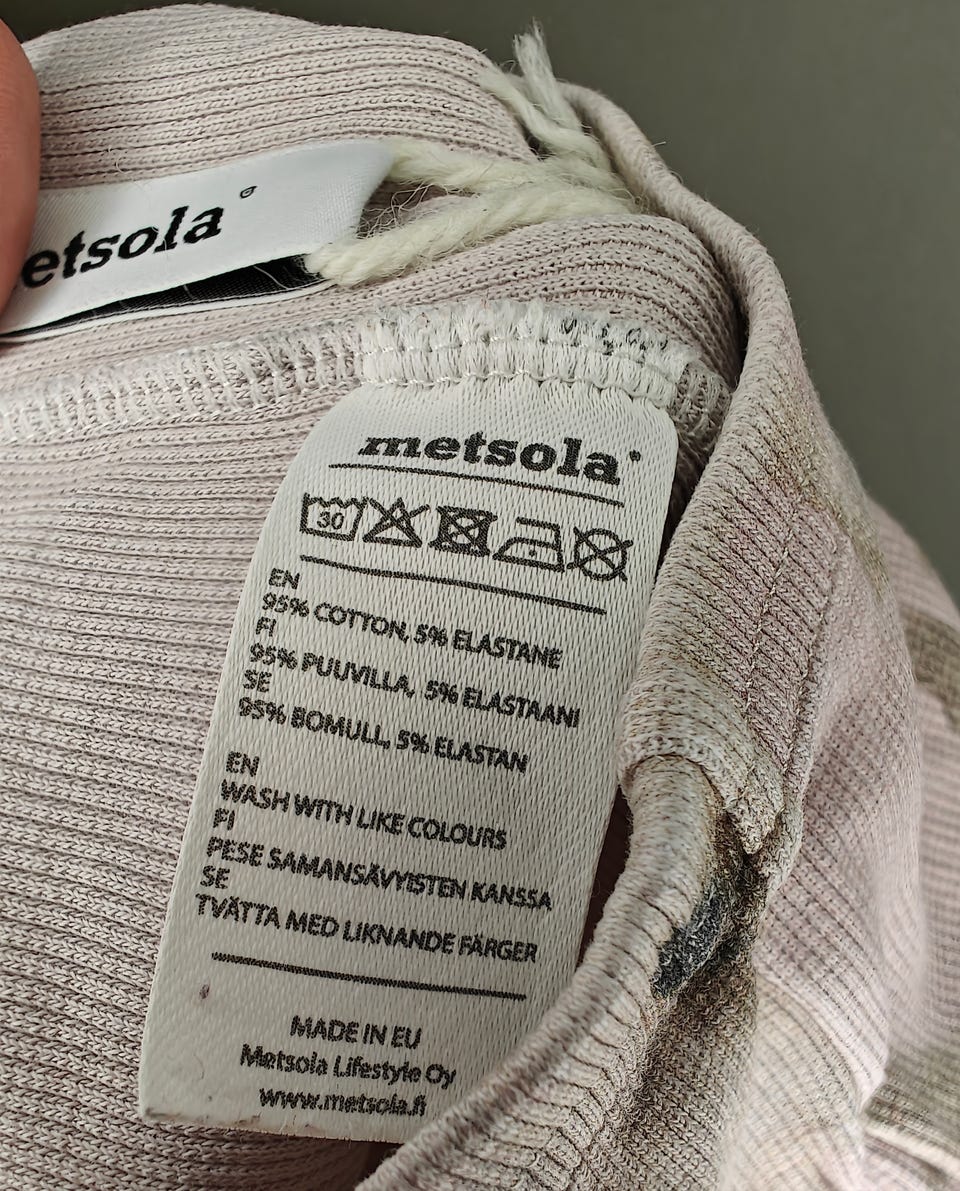 etsola
metsola
30
EN
95% COTTON, 5% ELASTANE
FI
95% PUUVILLA, 5% ELASTAANI
SE
95% BOMULL, 5% ELASTAN
EN
WASH WITH LIKE COLOURS
FI
PESE SAMANSÄVYISTEN KANSSA
SE
TVÄTTA MED LIKNANDE FÄRGER
MADE IN EU
Metsola Lifestyle Oy
www.metsola.fi